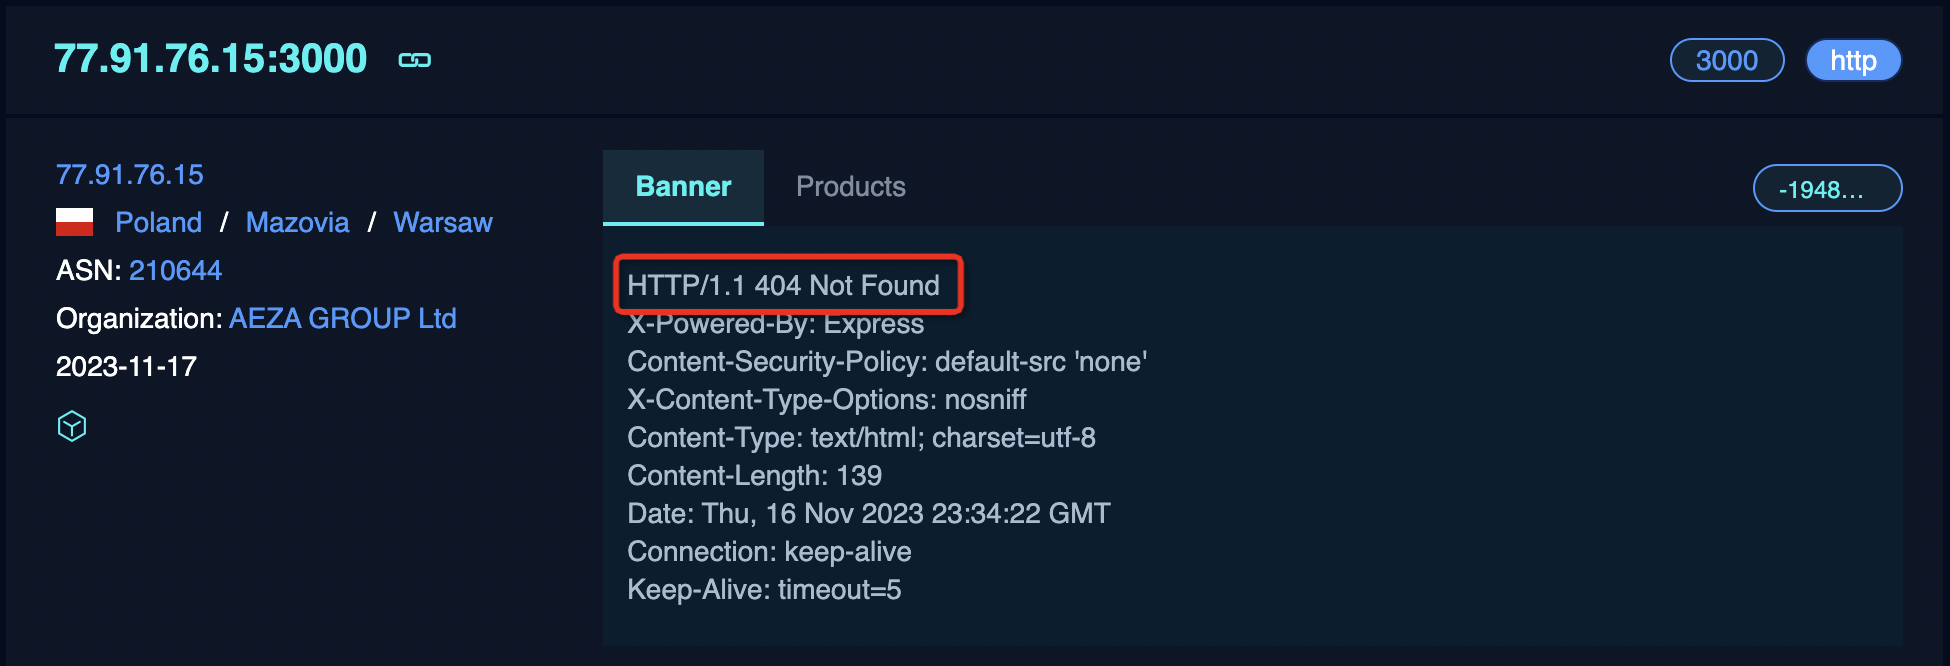 77.91.76.15:3000
3000
http
77.91.76.15
Poland / Mazovia / Warsaw
ASN: 210644
Organization: AEZA GROUP Ltd
2023-11-17
Banner
Products
-1948...
HTTP/1.1 404 Not Found
X-Powered-By: Express
Content-Security-Policy: default-src 'none'
X-Content-Type-Options: nosniff
Content-Type: text/html; charset=utf-8
Content-Length: 139
Date: Thu, 16 Nov 2023 23:34:22 GMT
Connection: keep-alive
Keep-Alive: timeout=5